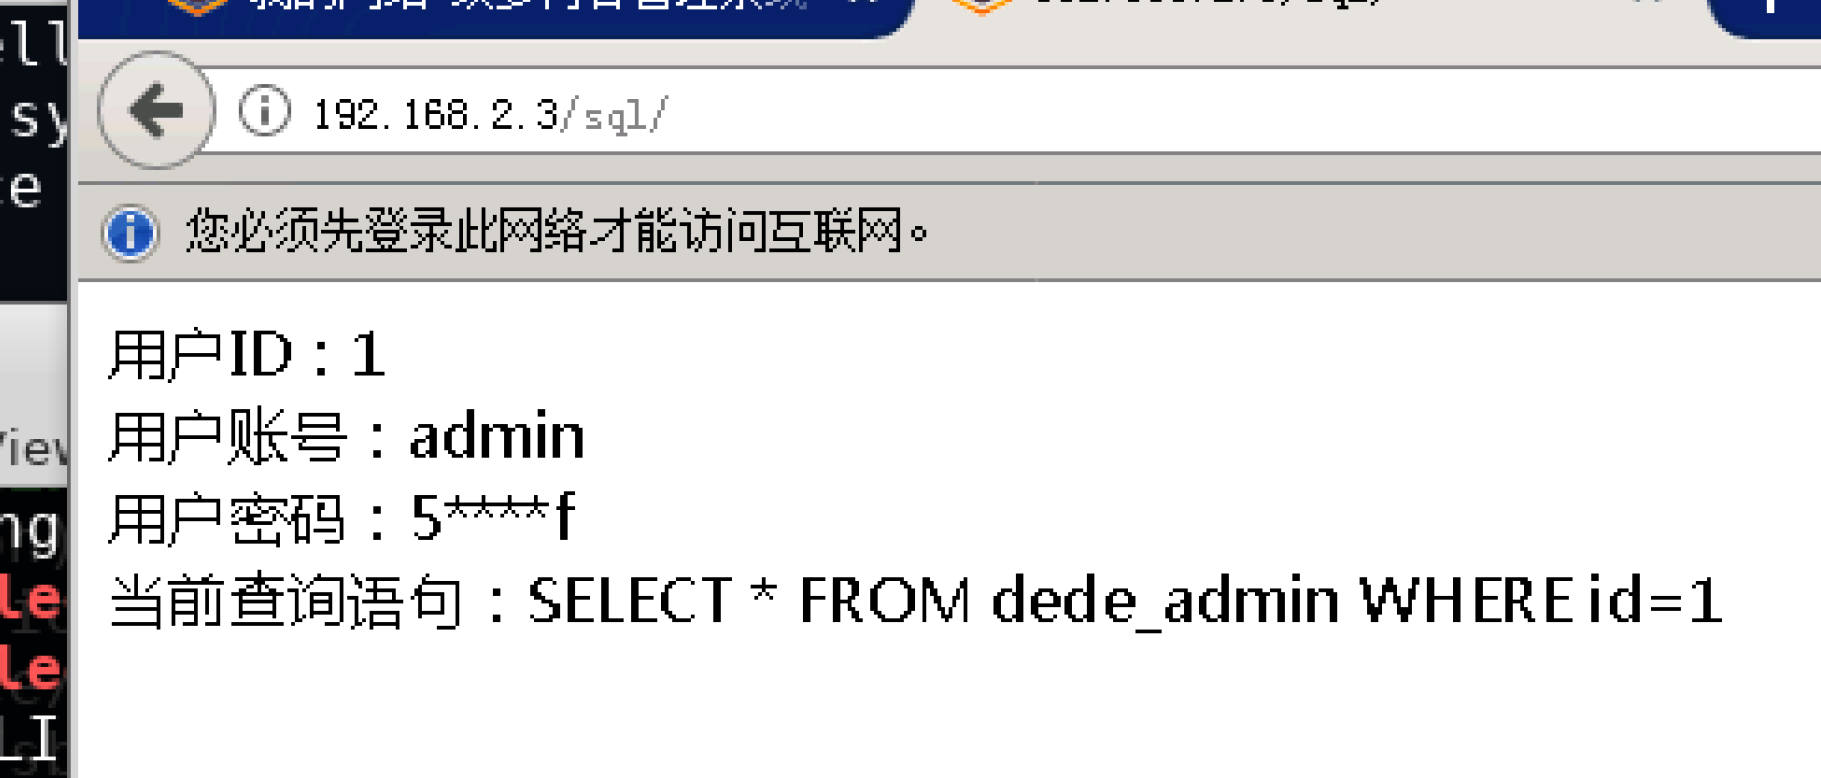 ell
192.168.2.3/sql/
sy
e
您必须先登录此网络才能访问互联网。
用户ID：1
用户账号：admin
用户密码：5****f
当前查询语句：SELECT * FROM dede_admin WHERE id=1
iew
ng
le
le
LI